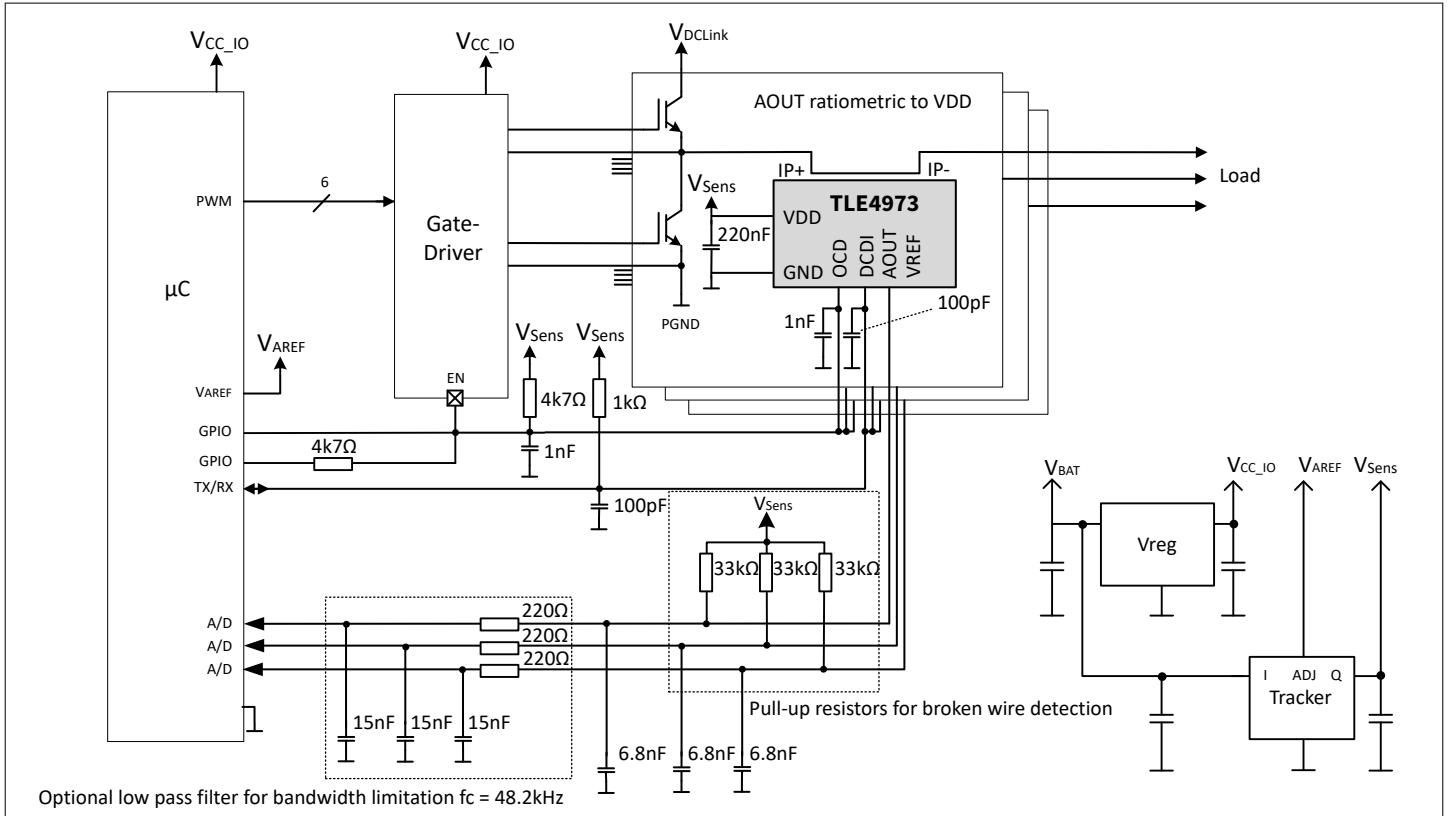 VCC_IO
VCC_IO
VDCLink
AOUT ratiometric to VDD
µC
PWM
6
Gate-
Driver
EN
IP+
IP-
Load
VSens
TLE4973
VDD
220nF
GND
OCD
DCDI
AOUT
VREF
1nF
100pF
PGND
VAREF
VAREF
GPIO
GPIO
4k7Ω
TX/RX
VSens
VSens
4k7Ω
1kΩ
1nF
100pF
VSens
33kΩ
33kΩ
33kΩ
A/D
220Ω
A/D
220Ω
A/D
220Ω
15nF
15nF
15nF
6.8nF
6.8nF
6.8nF
Pull-up resistors for broken wire detection
Optional low pass filter for bandwidth limitation fc = 48.2kHz
VBAT
VCC_IO
VAREF
VSens
Vreg
I ADJ Q
Tracker